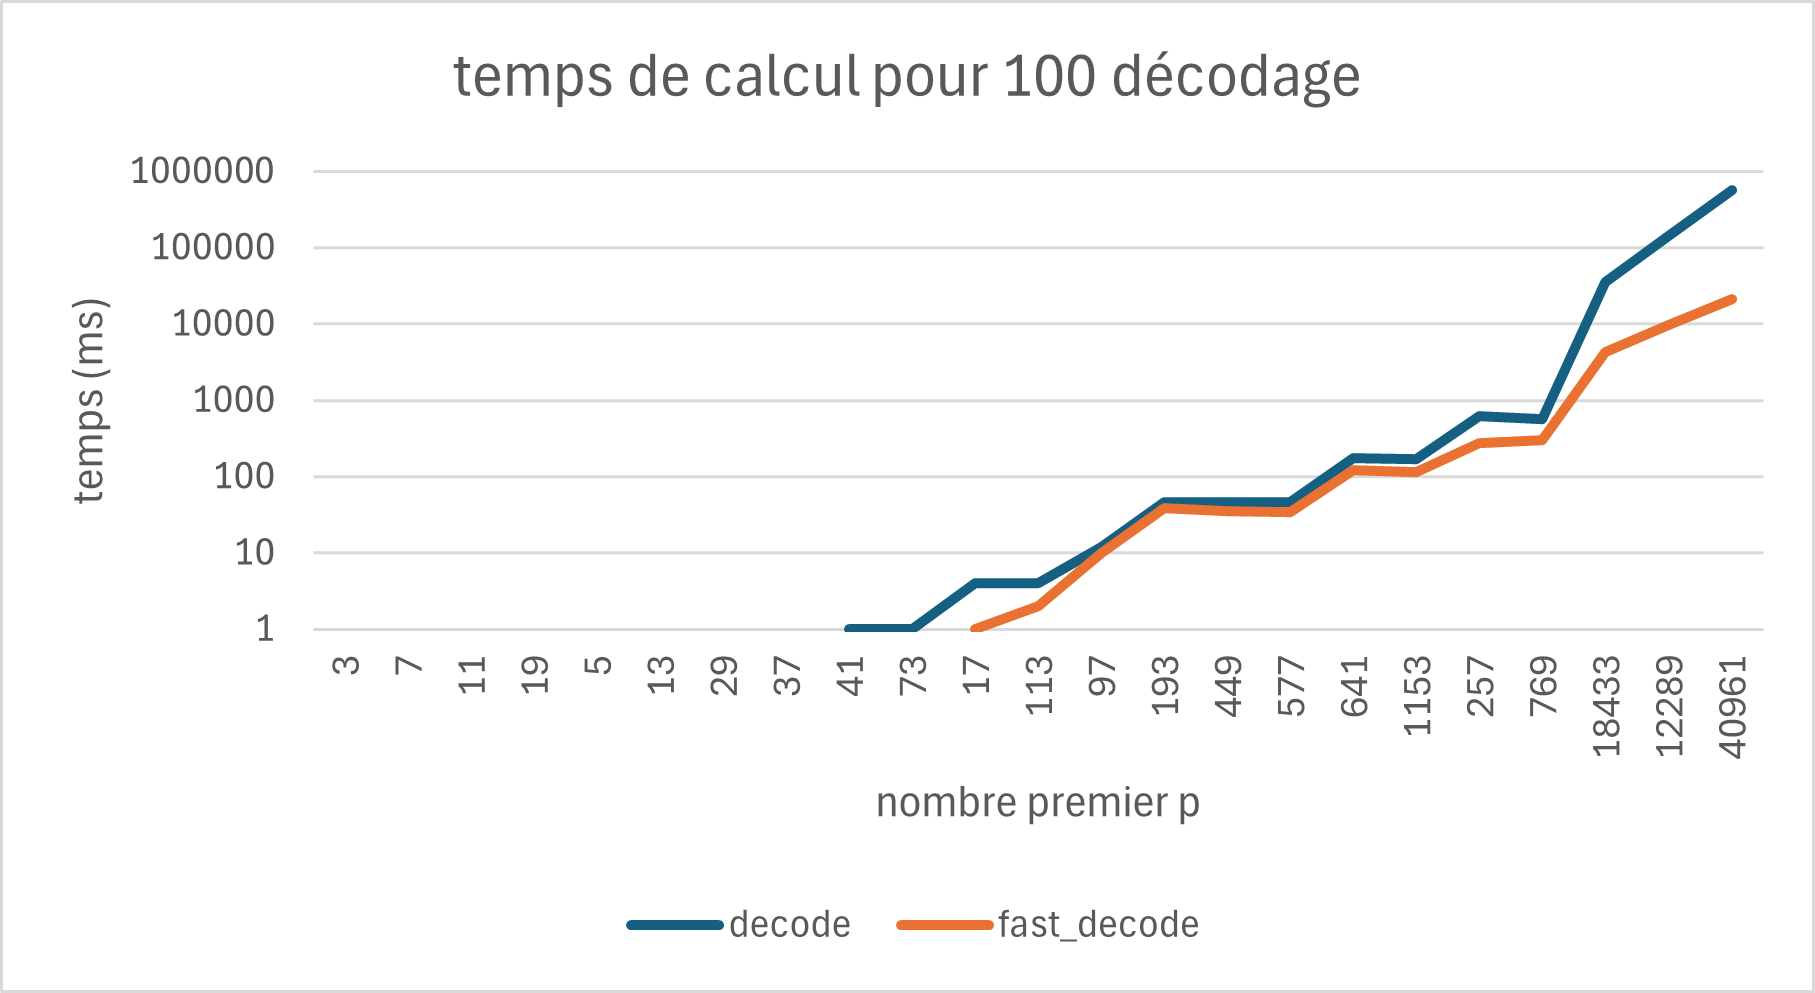 temps de calcul pour 100 décodage
1000000
100000
10000
1000
100
10
1
temps (ms)
3 7 11 19 5 13 29 37 41 73 17 113 97 193 449 577 641 1153 257 769 18433 12289 40961
nombre premier p
decode fast_decode